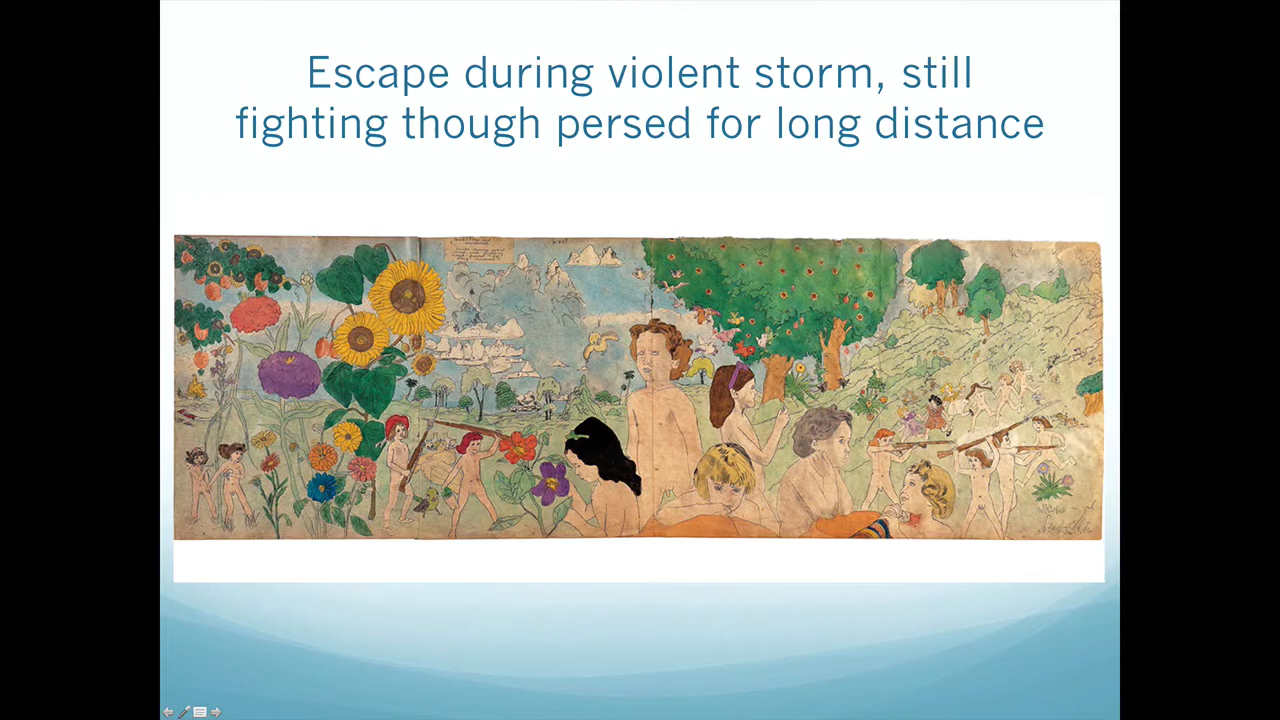 Escape during violent storm, still
fighting though persed for long distance